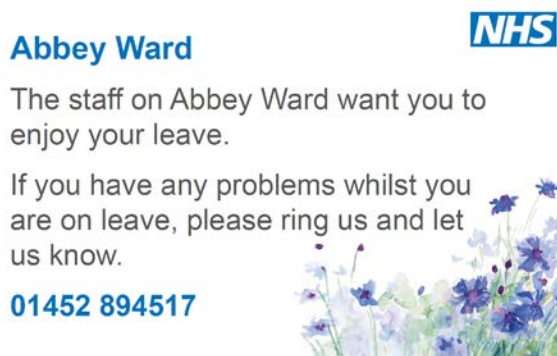 NHS
Abbey Ward
The staff on Abbey Ward want you to
enjoy your leave.
If you have any problems whilst you
are on leave, please ring us and let
us know.
01452 894517